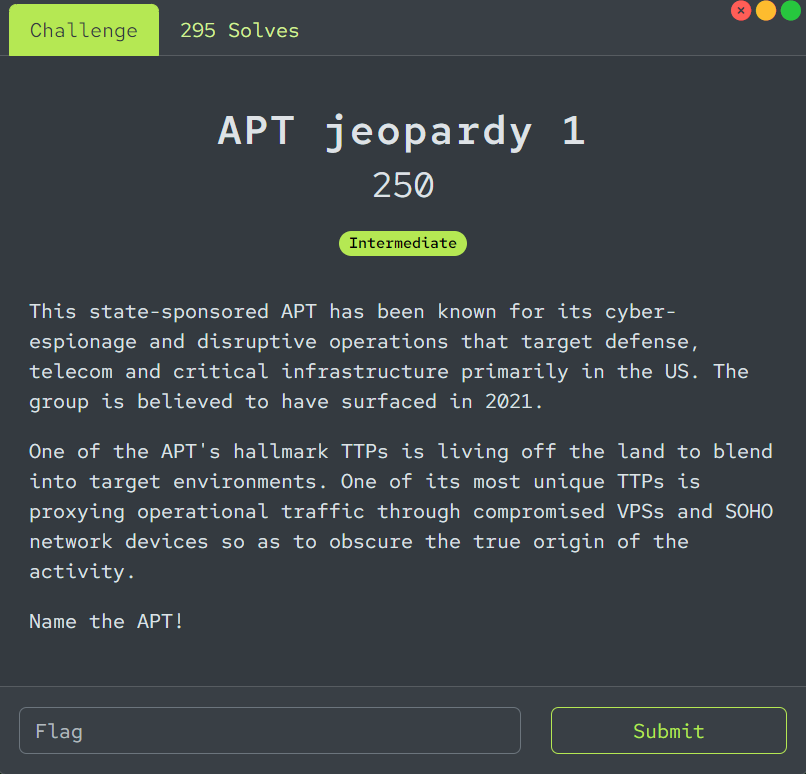 Challenge
295 Solves
APT jeopardy 1
250
Intermediate
This state-sponsored APT has been known for its cyber-
espionage and disruptive operations that target defense,
telecom and critical infrastructure primarily in the US. The
group is believed to have surfaced in 2021.
One of the APT's hallmark TTPs is living off the land to blend
into target environments. One of its most unique TTPs is
proxying operational traffic through compromised VPSs and SOHO
network devices so as to obscure the true origin of the
activity.
Name the APT!
Flag
Submit